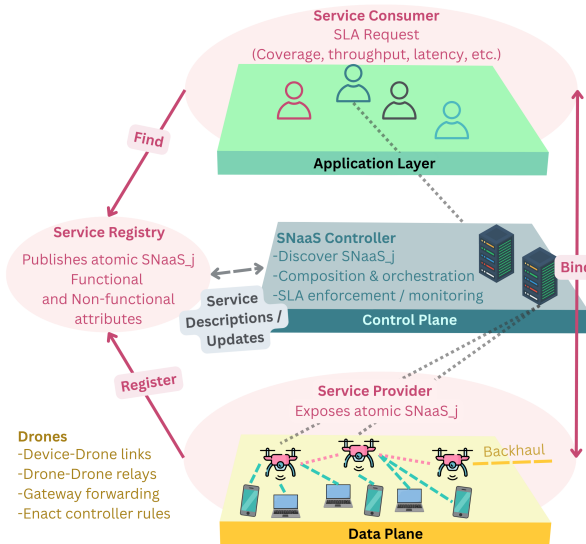 Service Consumer
SLA Request
(Coverage, throughput, latency, etc.)
Application Layer
Find
Service Registry
Publishes atomic SNaaS_j
Functional
and Non-functional
attributes
Service
Descriptions /
Updates
SNaaS Controller
-Discover SNaaS_j
-Composition & orchestration
-SLA enforcement / monitoring
Control Plane
Bind
Register
Service Provider
Exposes atomic SNaaS_j
Drones
-Device-Drone links
-Drone-Drone relays
-Gateway forwarding
-Enact controller rules
Backhaul
Data Plane